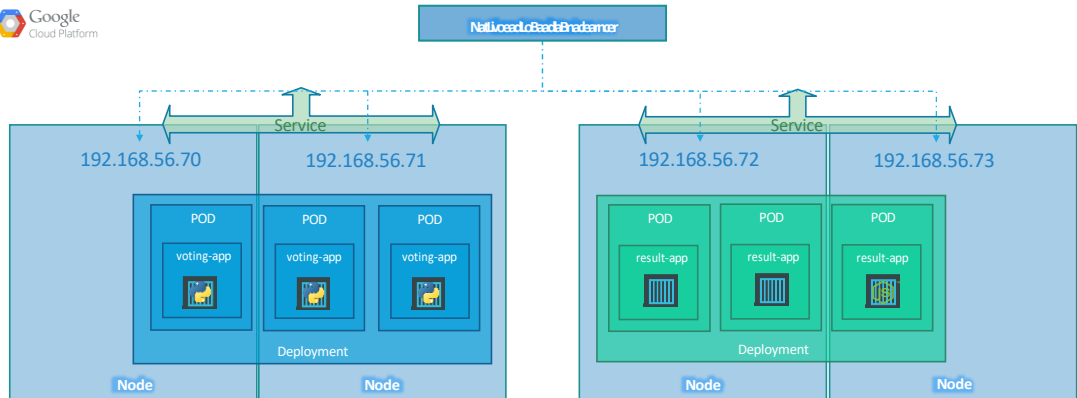 Google
Cloud Platform
Service
Service
192.168.56.70
192.168.56.71
192.168.56.72
192.168.56.73
POD
POD
POD
POD
POD
POD
voting-app
voting-app
voting-app
result-app
result-app
result-app
Deployment
Deployment
Node
Node
Node
Node